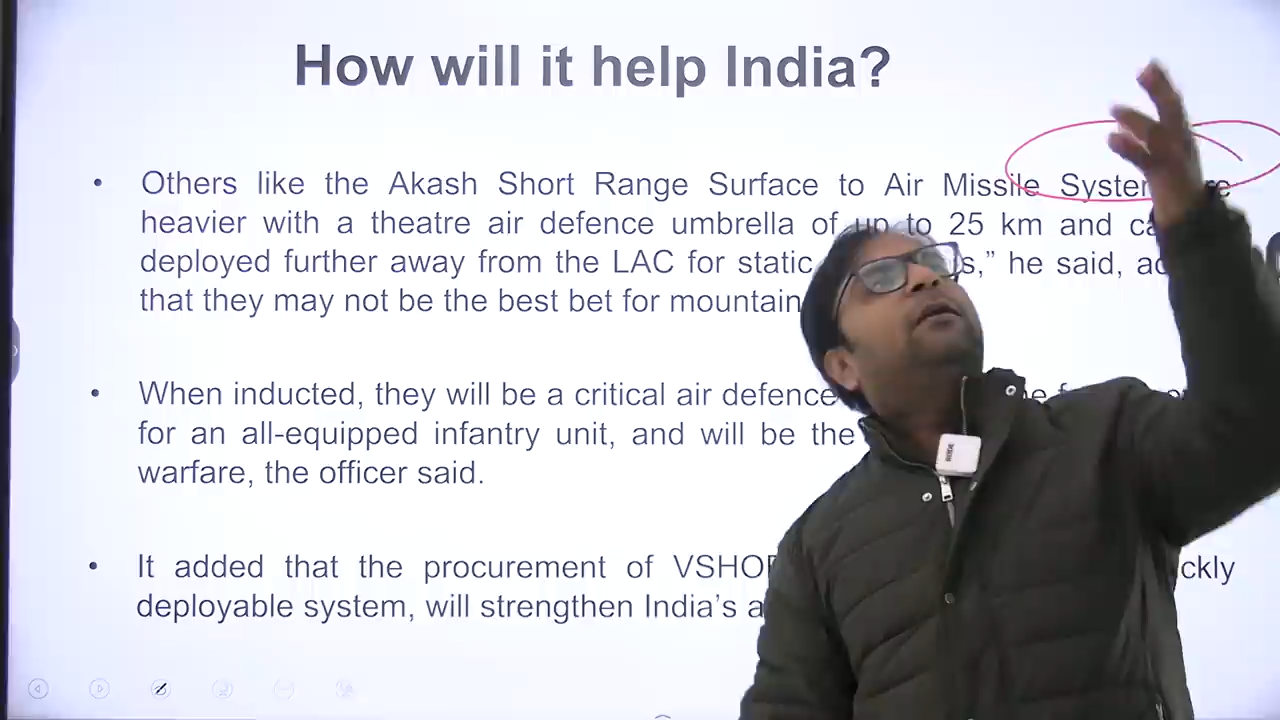 How will it help India?
• Others like the Akash Short Range Surface to Air Missile System
heavier with a theatre air defence umbrella of up to 25 km and
deployed further away from the LAC for static he said,
that they may not be the best bet for mountain
• When inducted, they will be a critical air defence
for an all-equipped infantry unit, and will be the
warfare, the officer said.
• It added that the procurement of
deployable system, will strengthen India's
RODE